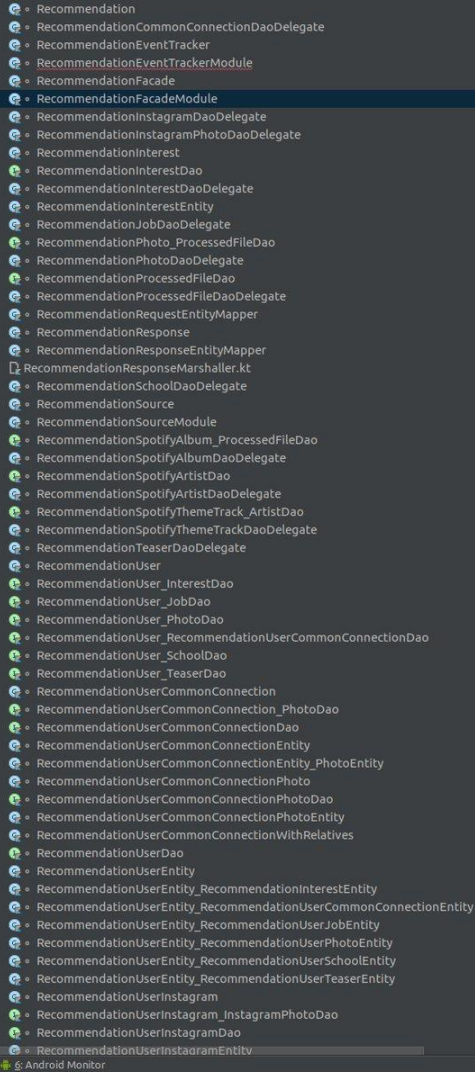 Recommendation
RecommendationCommonConnectionDaoDelegate
RecommendationEventTracker
RecommendationEventTrackerModule
RecommendationFacade
RecommendationFacadeModule
RecommendationInstagramDaoDelegate
RecommendationInstagramPhotoDaoDelegate
RecommendationInterest
RecommendationInterestDao
RecommendationInterestDaoDelegate
RecommendationInterestEntity
RecommendationJobDaoDelegate
RecommendationPhoto_ProcessedFileDao
RecommendationPhotoDaoDelegate
RecommendationProcessedFileDao
RecommendationProcessedFileDaoDelegate
RecommendationRequestEntityMapper
RecommendationResponse
RecommendationResponseEntityMapper
RecommendationResponseMarshaller.kt
RecommendationSchoolDaoDelegate
RecommendationSource
RecommendationSourceModule
RecommendationSpotifyAlbum_ProcessedFileDao
RecommendationSpotifyAlbumDaoDelegate
RecommendationSpotifyArtistDao
RecommendationSpotifyArtistDaoDelegate
RecommendationSpotifyThemeTrack_ArtistDao
RecommendationSpotifyThemeTrackDaoDelegate
RecommendationTeaserDaoDelegate
RecommendationUser
RecommendationUser_InterestDao
RecommendationUser_JobDao
RecommendationUser_PhotoDao
RecommendationUser_RecommendationUserCommonConnectionDao
RecommendationUser_SchoolDao
RecommendationUser_TeaserDao
RecommendationUserCommonConnection
RecommendationUserCommonConnection_PhotoDao
RecommendationUserCommonConnectionDao
RecommendationUserCommonConnectionEntity
RecommendationUserCommonConnectionEntity_PhotoEntity
RecommendationUserCommonConnectionPhoto
RecommendationUserCommonConnectionPhotoDao
RecommendationUserCommonConnectionPhotoEntity
RecommendationUserCommonConnectionWithRelatives
RecommendationUserDao
RecommendationUserEntity
RecommendationUserEntity_RecommendationInterestEntity
RecommendationUserEntity_RecommendationUserCommonConnectionEntity
RecommendationUserEntity_RecommendationUserJobEntity
RecommendationUserEntity_RecommendationUserPhotoEntity
RecommendationUserEntity_RecommendationUserSchoolEntity
RecommendationUserEntity_RecommendationUserTeaserEntity
RecommendationUserInstagram
RecommendationUserInstagram_InstagramPhotoDao
RecommendationUserInstagramDao
RecommendationUserInstagramEntity
6: Android Monitor